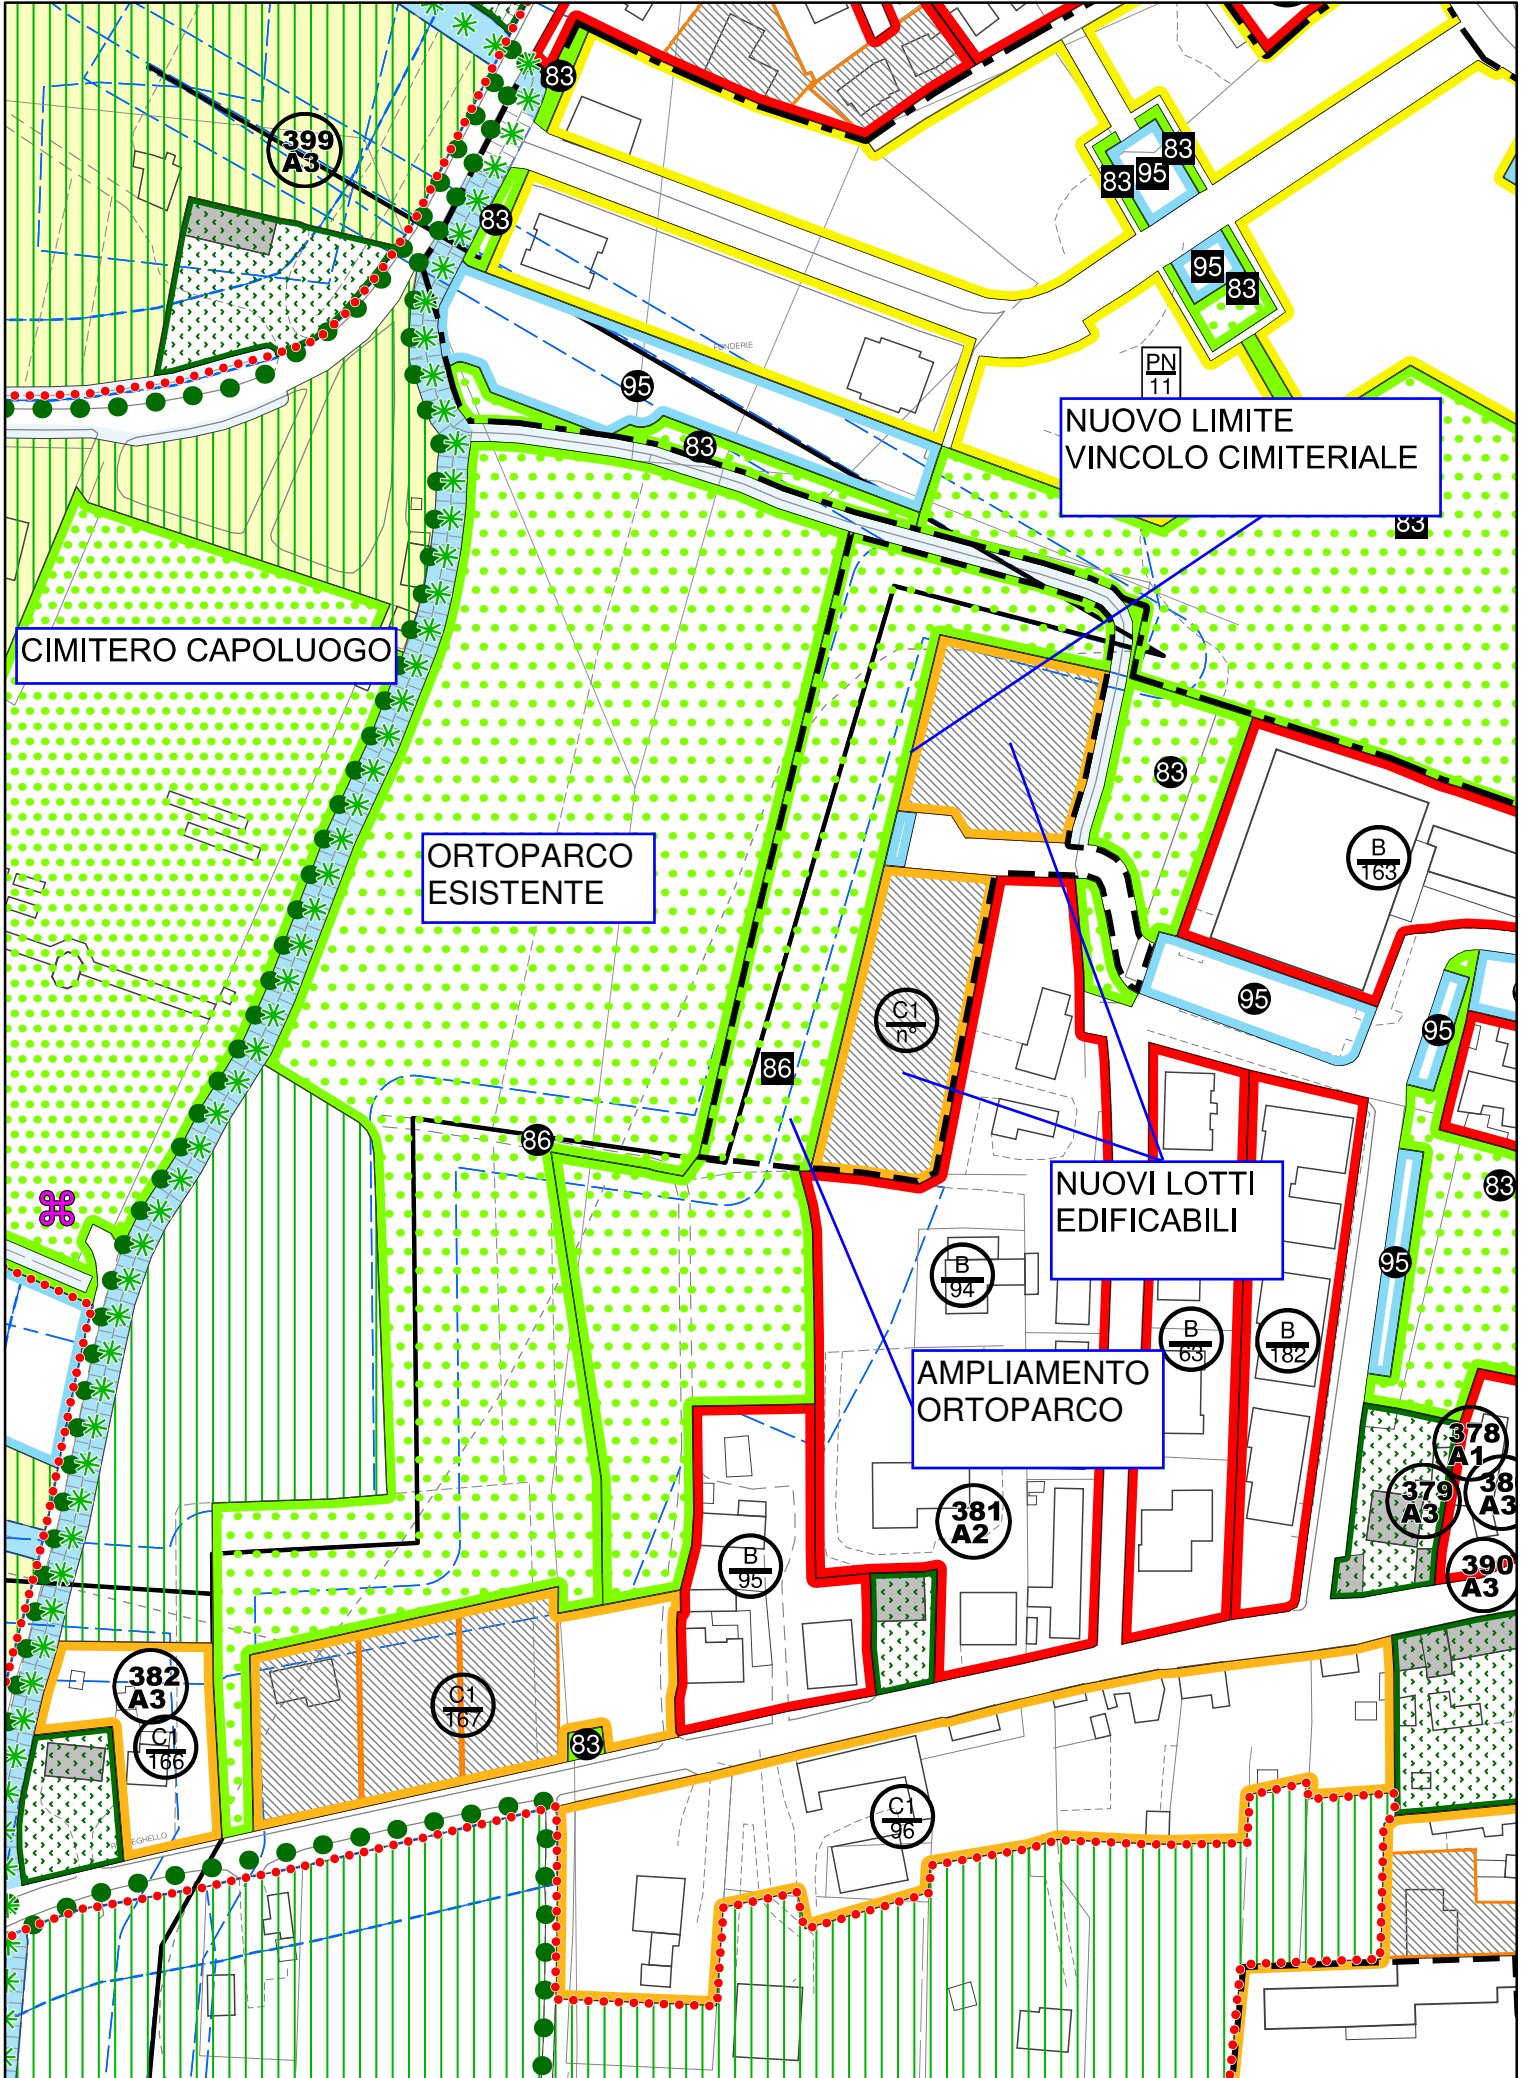 83
399
A3
83
95
83
83
95
83
FONDERIE
PN
11
95
NUOVO LIMITE
VINCOLO CIMITERIALE
83
83
CIMITERO CAPOLUOGO
83
ORTOPARCO
ESISTENTE
B
163
95
C1
n°
95
86
86
NUOVI LOTTI
EDIFICABILI
83
95
B
94
B
63
B
182
AMPLIAMENTO
ORTOPARCO
378
A1
379
A3
38
A3
381
A2
B
95
390
A3
382
A3
C1
167
C1
166
83
C1
96